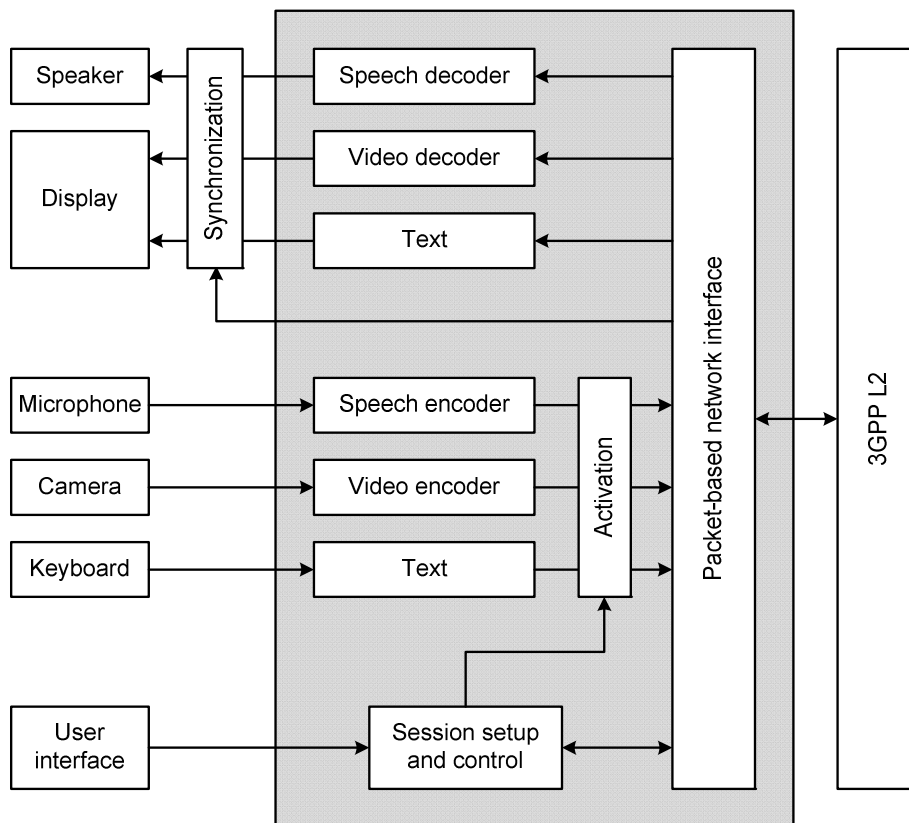 Speaker
Speech decoder
Display
Video decoder
Text
Synchronization
Microphone
Speech encoder
Camera
Video encoder
Keyboard
Text
Activation
User
interface
Session setup
and control
Packet-based network interface
3GPP L2